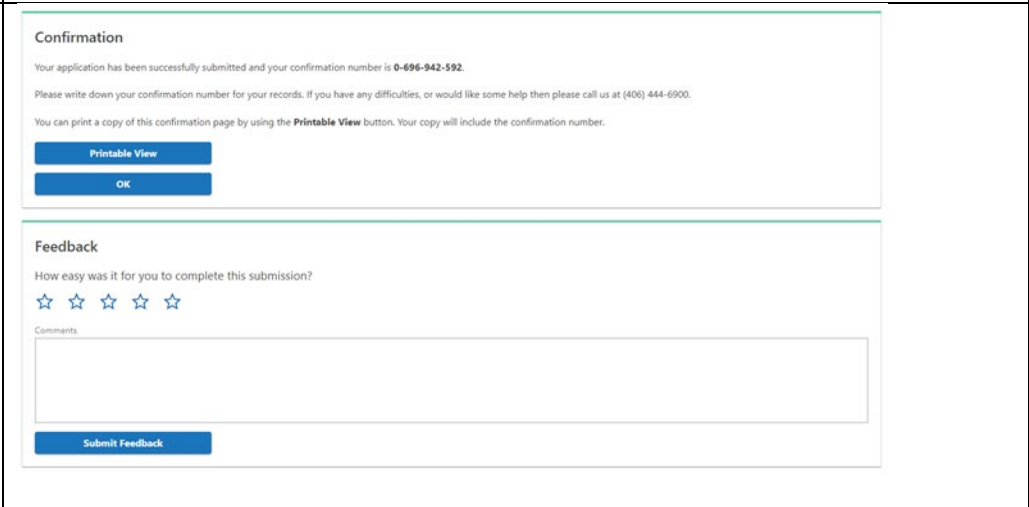 Confirmation
Your application has been successfully submitted and your confirmation number is 0-696-942-592.
Please write down your confirmation number for your records. If you have any difficulties, or would like some help then please call us at (406) 444-6900.
You can print a copy of this confirmation page by using the Printable View button. Your copy will include the confirmation number.
Printable View
OK
Feedback
How easy was it for you to complete this submission?
Comments
Submit Feedback